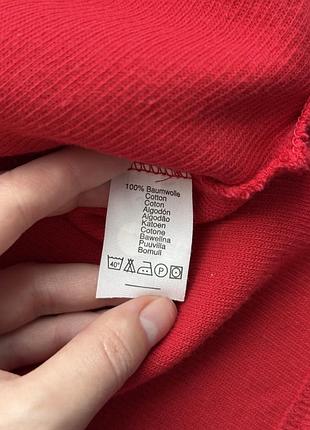 100% Baumwolle
Cotton
Coton
Algodón
Algodão
Katoen
Cotone
Bawełna
Puuvilla
Bomull
40° P